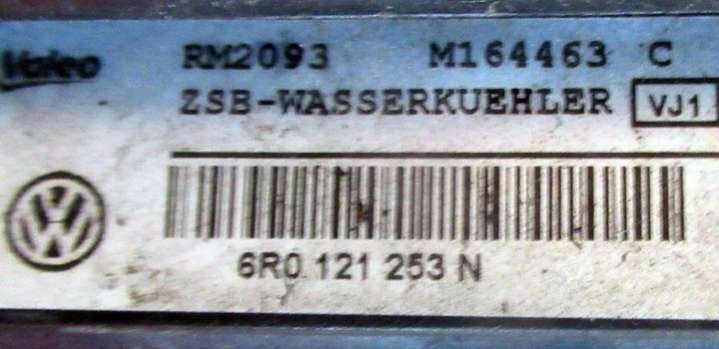 Valeo RM2093 M164463 C
ZSB-WASSERKUEHLER VJ1
6R0 121 253 N